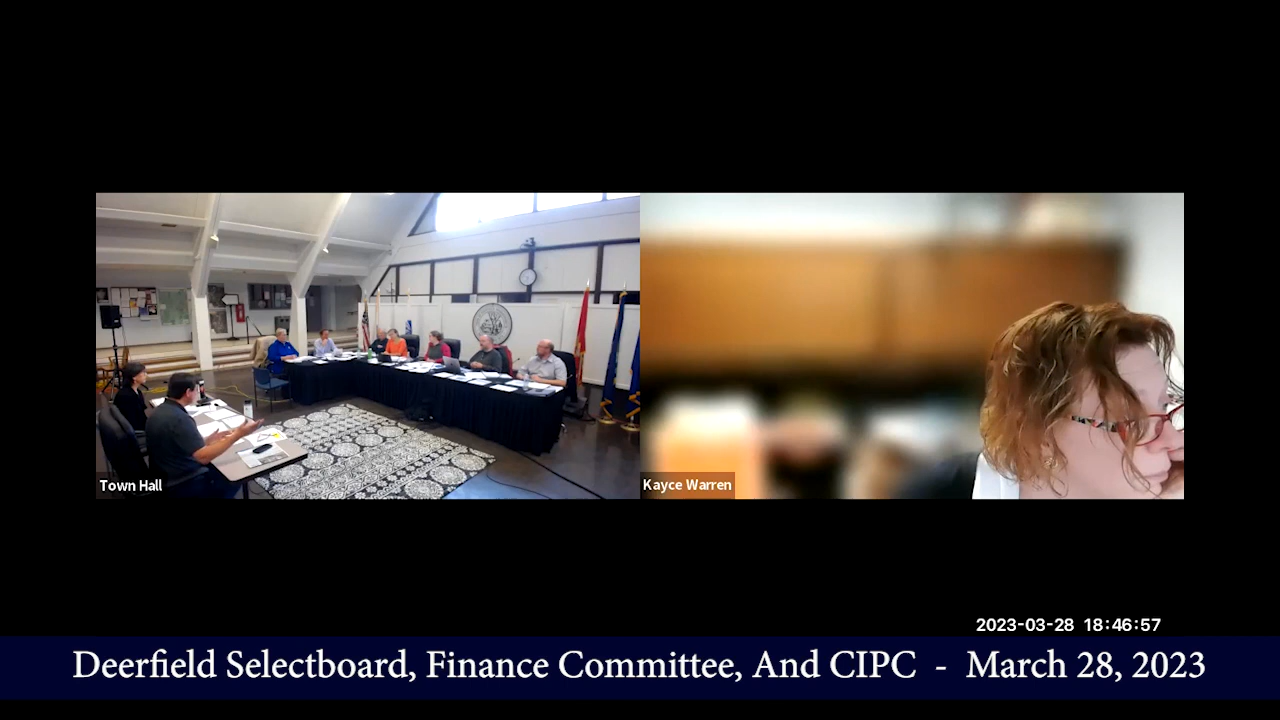 Town Hall
Kayce Warren
2023-03-28 18:46:57
Deerfield Selectboard, Finance Committee, And CIPC - March 28, 2023